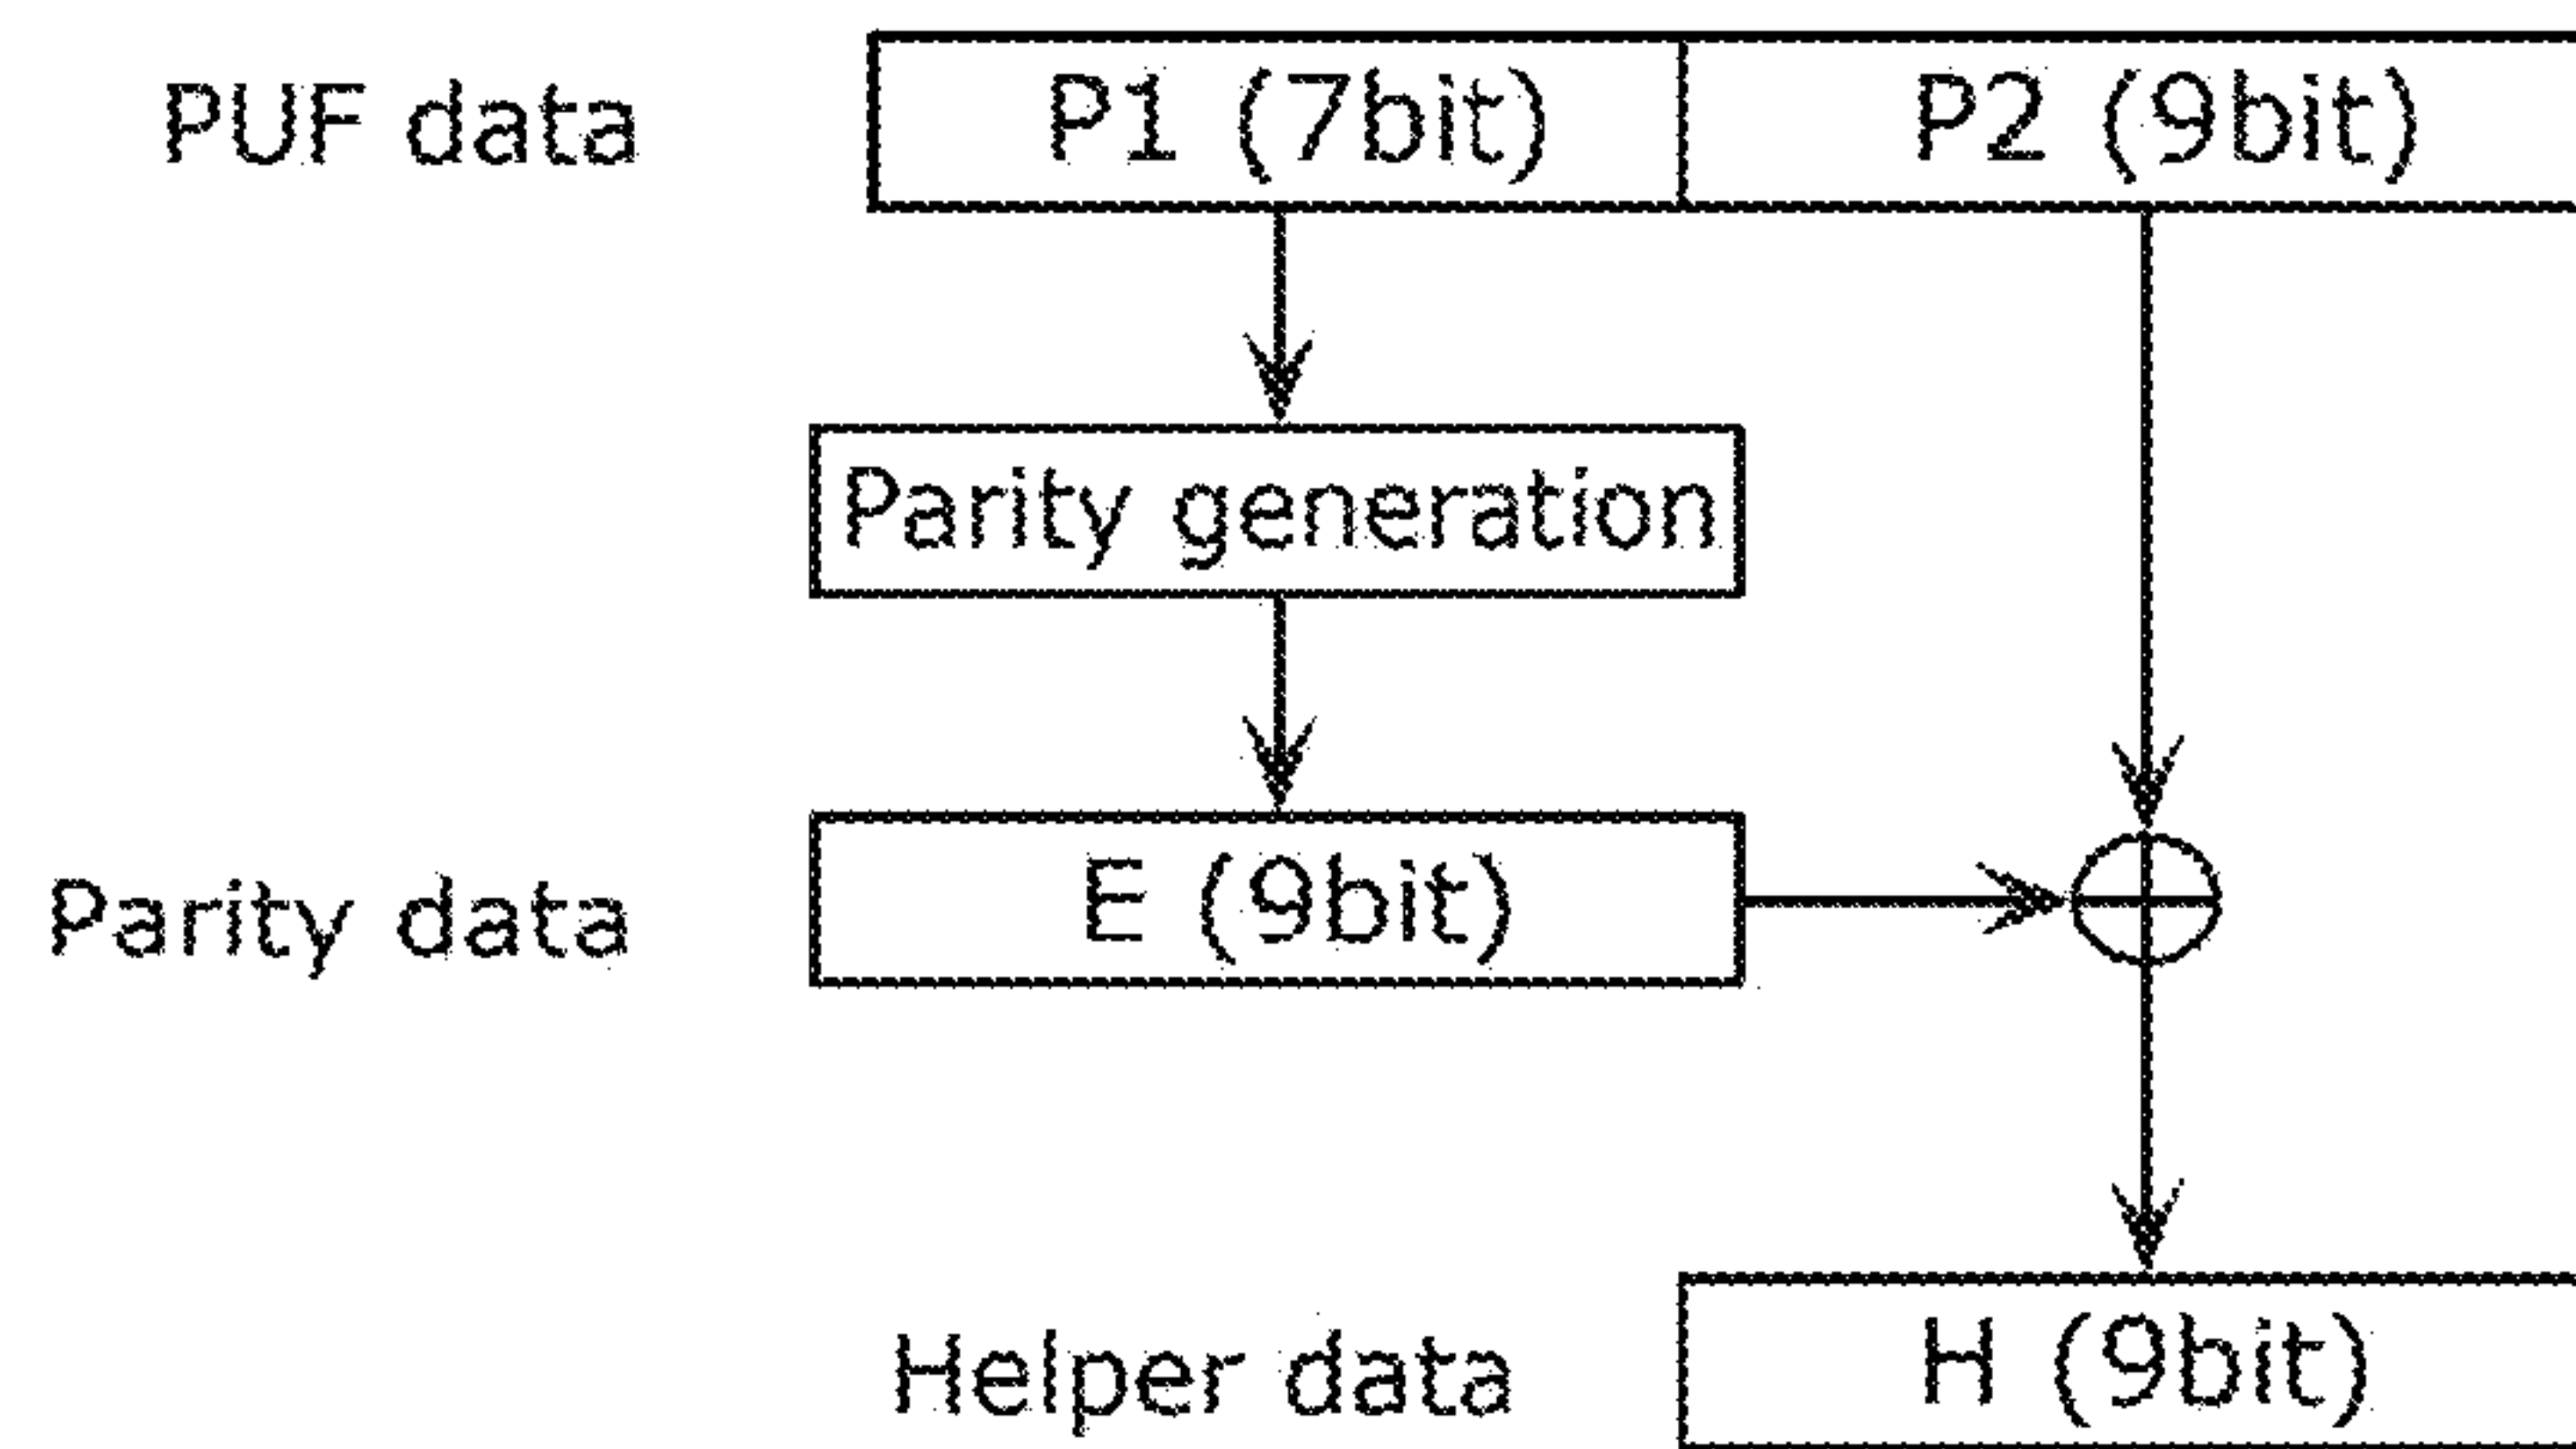 PUF data P1 (7bit) P2 (9bit)
Parity generation
Parity data E (9bit)
Helper data H (9bit)